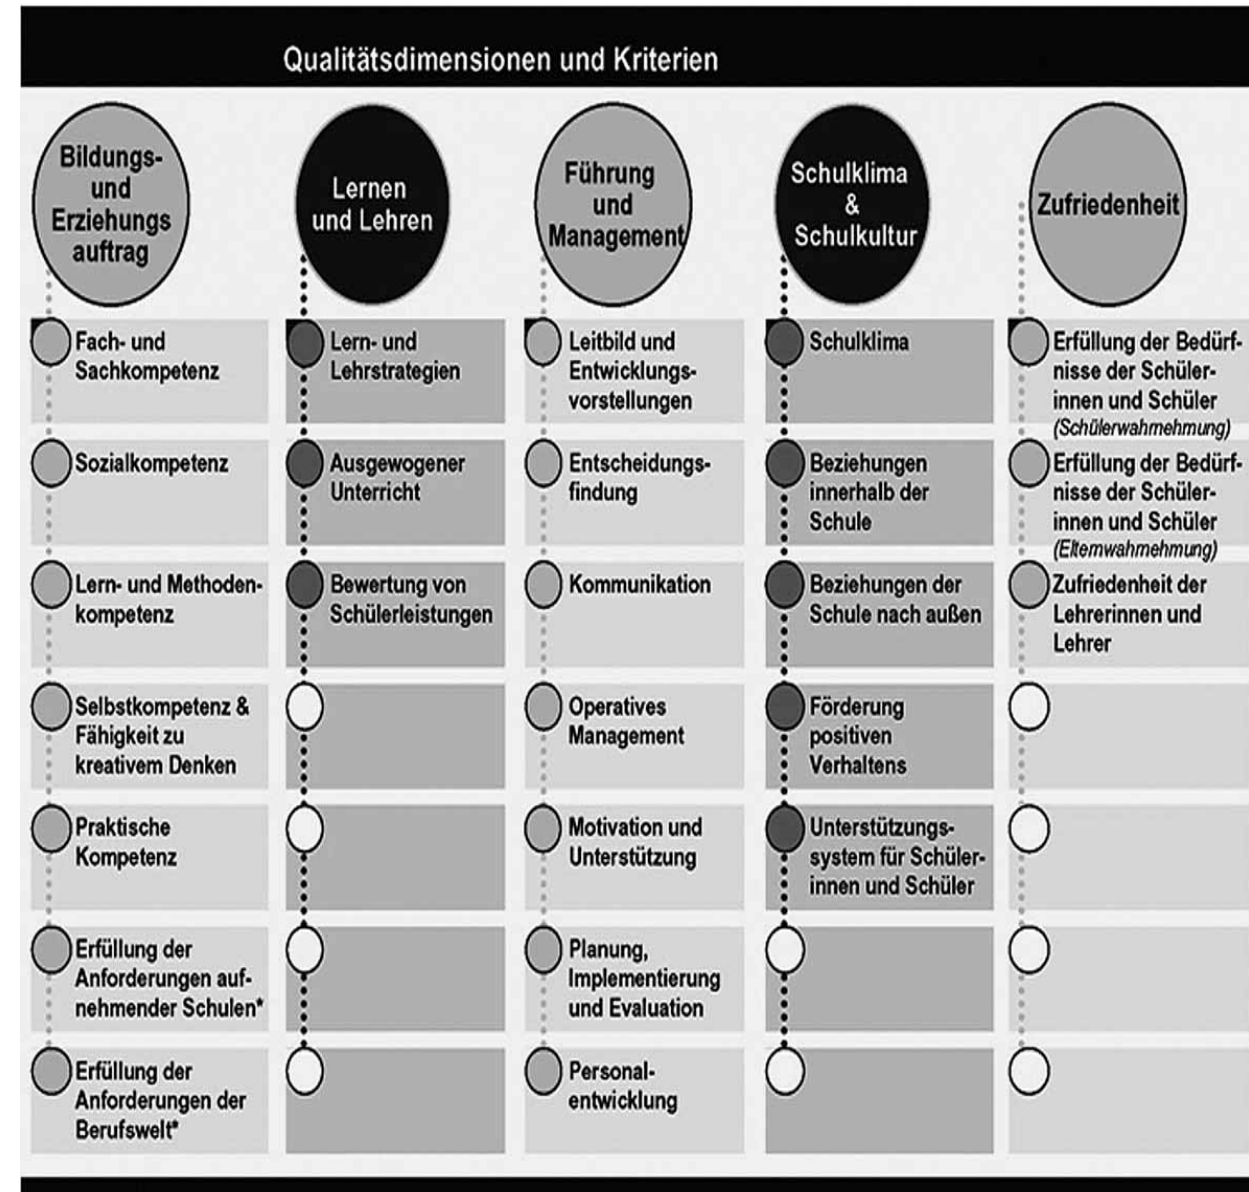 Qualitätsdimensionen und Kriterien
Bildungs-
und
Erziehungs
auftrag
Fach- und
Sachkompetenz
Sozialkompetenz
Lern- und Methoden-
kompetenz
Selbstkompetenz &
Fähigkeit zu
kreativem Denken
Praktische
Kompetenz
Erfüllung der
Anforderungen auf-
nehmender Schulen*
Erfüllung der
Anforderungen der
Berufswelt*
Lernen
und Lehren
Lern- und
Lehrstrategien
Ausgewogener
Unterricht
Bewertung von
Schülerleistungen
Führung
und
Management
Leitbild und
Entwicklungs-
vorstellungen
Entscheidungs-
findung
Kommunikation
Operatives
Management
Motivation und
Unterstützung
Planung,
Implementierung
und Evaluation
Personal-
entwicklung
Schulklima
&
Schulkultur
Schulklima
Beziehungen
innerhalb der
Schule
Beziehungen der
Schule nach außen
Förderung
positiven
Verhaltens
Unterstützungs-
system für Schüler-
innen und Schüler
Zufriedenheit
Erfüllung der Bedürf-
nisse der Schüler-
innen und Schüler
(Schülerwahrnehmung)
Erfüllung der Bedürf-
nisse der Schüler-
innen und Schüler
(Elternwahrnehmung)
Zufriedenheit der
Lehrerinnen und
Lehrer